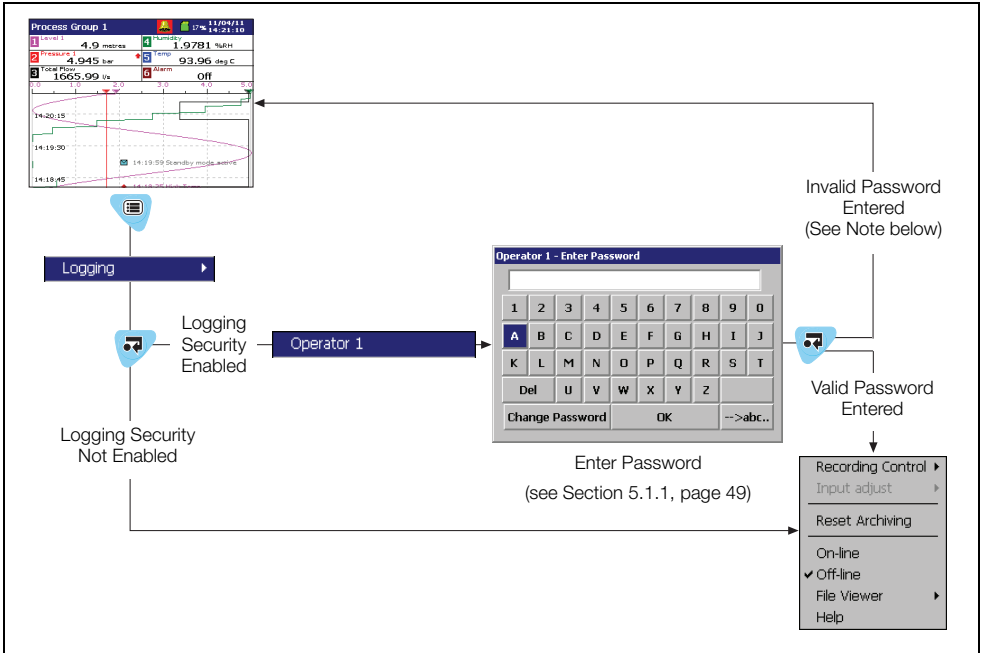 Process Group 1
17% 11/04/11
14:21:10
1 Level 1 4.9 metres
4 Humidity 1.9781 %RH
2 Pressure 1 4.945 bar
5 Temp 93.96 deg C
3 Total Flow 1665.99 l/s
6 Alarm Off
0.0 1.0 2.0 3.0 4.0 5.0
14:20:15
14:19:30
14:19:59 Standby mode active
14:18:45
Logging
Logging
Security
Enabled
Operator 1
Logging Security
Not Enabled
Operator 1 - Enter Password
1 2 3 4 5 6 7 8 9 0
A B C D E F G H I J
K L M N O P Q R S T
Del U V W X Y Z
Change Password OK -->abc..
Enter Password
(see Section 5.1.1, page 49)
Invalid Password
Entered
(See Note below)
Valid Password
Entered
Recording Control
Input adjust
Reset Archiving
On-line
Off-line
File Viewer
Help